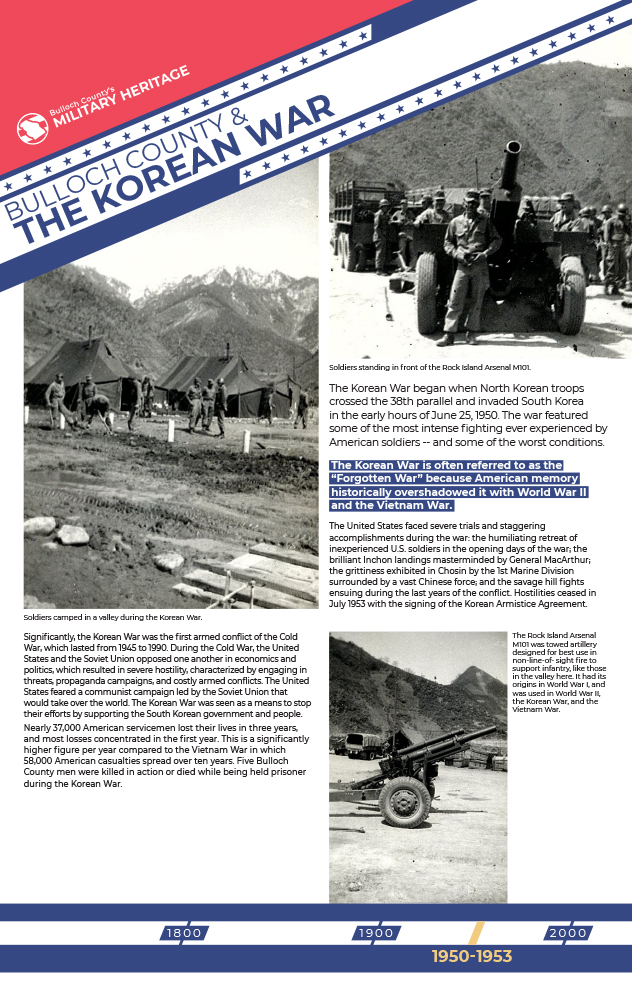 Bulloch County's
MILITARY HERITAGE
BULLOCH COUNTY &
THE KOREAN WAR
Soldiers standing in front of the Rock Island Arsenal M101.
The Korean War began when North Korean troops
crossed the 38th parallel and invaded South Korea
in the early hours of June 25, 1950. The war featured
some of the most intense fighting ever experienced by
American soldiers -- and some of the worst conditions.
The Korean War is often referred to as the
“Forgotten War” because American memory
historically overshadowed it with World War II
and the Vietnam War.
The United States faced severe trials and staggering
accomplishments during the war: the humiliating retreat of
inexperienced U.S. soldiers in the opening days of the war; the
brilliant Inchon landings masterminded by General MacArthur;
the grittiness exhibited in Chosin by the 1st Marine Division
surrounded by a vast Chinese force; and the savage hill fights
ensuing during the last years of the conflict. Hostilities ceased in
July 1953 with the signing of the Korean Armistice Agreement.
Soldiers camped in a valley during the Korean War.
Significantly, the Korean War was the first armed conflict of the Cold
War, which lasted from 1945 to 1990. During the Cold War, the United
States and the Soviet Union opposed one another in economics and
politics, which resulted in severe hostility, characterized by engaging in
threats, propaganda campaigns, and costly armed conflicts. The United
States feared a communist campaign led by the Soviet Union that
would take over the world. The Korean War was seen as a means to stop
their efforts by supporting the South Korean government and people.
Nearly 37,000 American servicemen lost their lives in three years,
and most losses concentrated in the first year. This is a significantly
higher figure per year compared to the Vietnam War in which
58,000 American casualties spread over ten years. Five Bulloch
County men were killed in action or died while being held prisoner
during the Korean War.
The Rock Island Arsenal
M101 was towed artillery
designed for best use in
non-line-of- sight fire to
support infantry, like those
in the valley here. It had its
origins in World War I, and
was used in World War II,
the Korean War, and the
Vietnam War.
1800
1900
2000
1950-1953